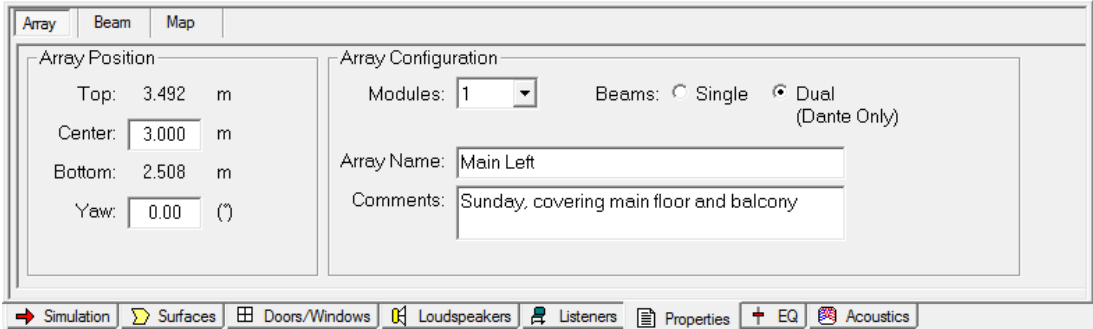 Array Beam Map
Array Position
Top: 3.492 m
Center: 3.000 m
Bottom: 2.508 m
Yaw: 0.00 (°)
Array Configuration
Modules: 1 Beams: Single Dual
(Dante Only)
Array Name: Main Left
Comments: Sunday, covering main floor and balcony
Simulation Surfaces Doors/Windows Loudspeakers Listeners Properties EQ Acoustics